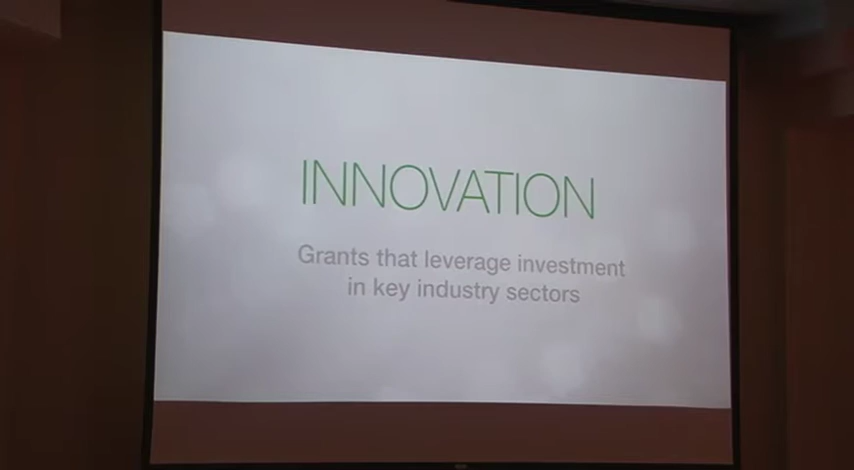 INNOVATION
Grants that leverage investment
in key industry sectors